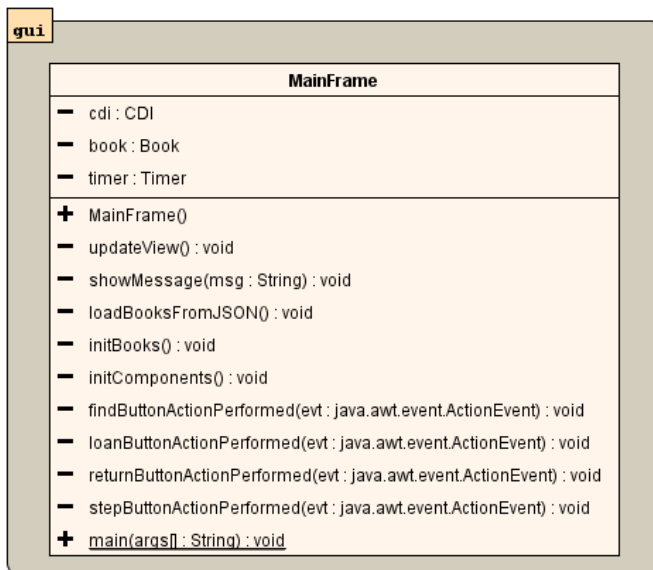 gui
MainFrame
− cdi : CDI
− book : Book
− timer : Timer
+ MainFrame()
− updateView() : void
− showMessage(msg : String) : void
− loadBooksFromJSON() : void
− initBooks() : void
− initComponents() : void
− findButtonActionPerformed(evt : java.awt.event.ActionEvent) : void
− loanButtonActionPerformed(evt : java.awt.event.ActionEvent) : void
− returnButtonActionPerformed(evt : java.awt.event.ActionEvent) : void
− stepButtonActionPerformed(evt : java.awt.event.ActionEvent) : void
+ main(args[] : String) : void